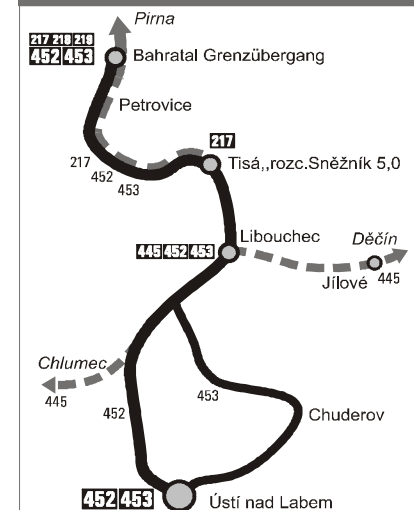 Pirna
217 218 219
452 453 Bahratal Grenzübergang
Petrovice
217
Tisá,,rozc.Sněžník 5,0
217
452
453
Libouchec
445 452 453
Děčín
Jílové
445
Chlumec
445
452
453
Chuderov
452 453 Ústí nad Labem